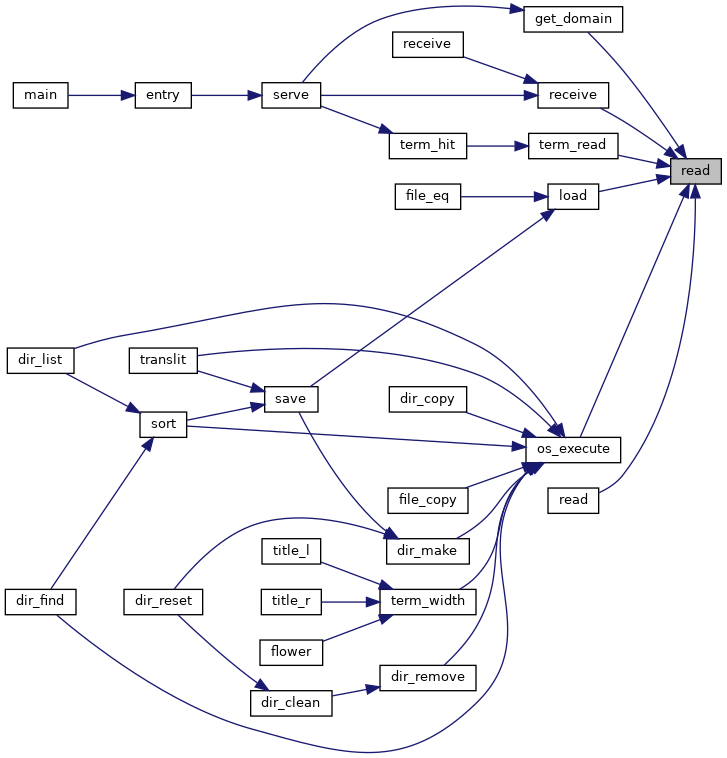 get_domain
receive
main
entry
serve
receive
term_hit
term_read
read
file_eq
load
dir_list
translit
save
dir_copy
sort
os_execute
file_copy
read
title_l
dir_make
dir_find
dir_reset
title_r
term_width
flower
dir_remove
dir_clean